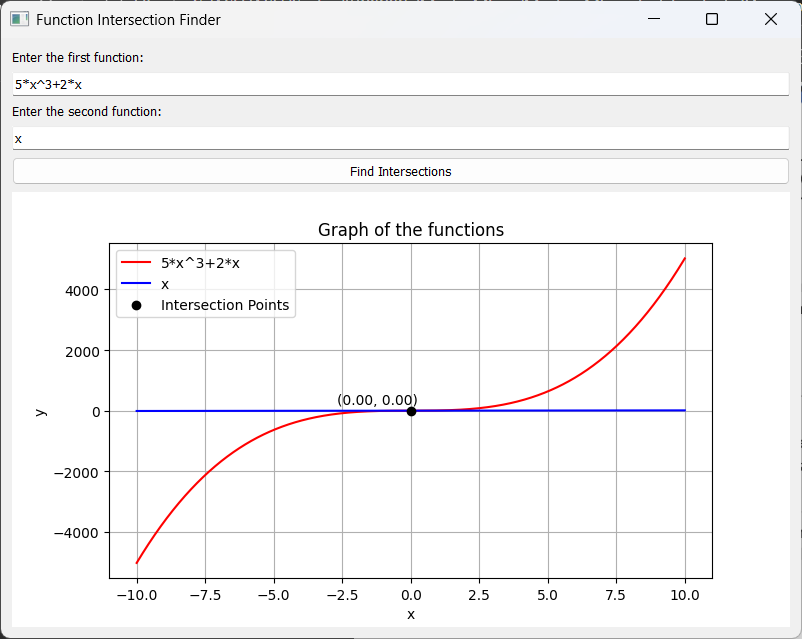 Function Intersection Finder
Enter the first function:
5*x^3+2*x
Enter the second function:
x
Find Intersections
Graph of the functions
5*x^3+2*x
x
Intersection Points
4000
2000
0
−2000
−4000
y
(0.00, 0.00)
−10.0 −7.5 −5.0 −2.5 0.0 2.5 5.0 7.5 10.0
x